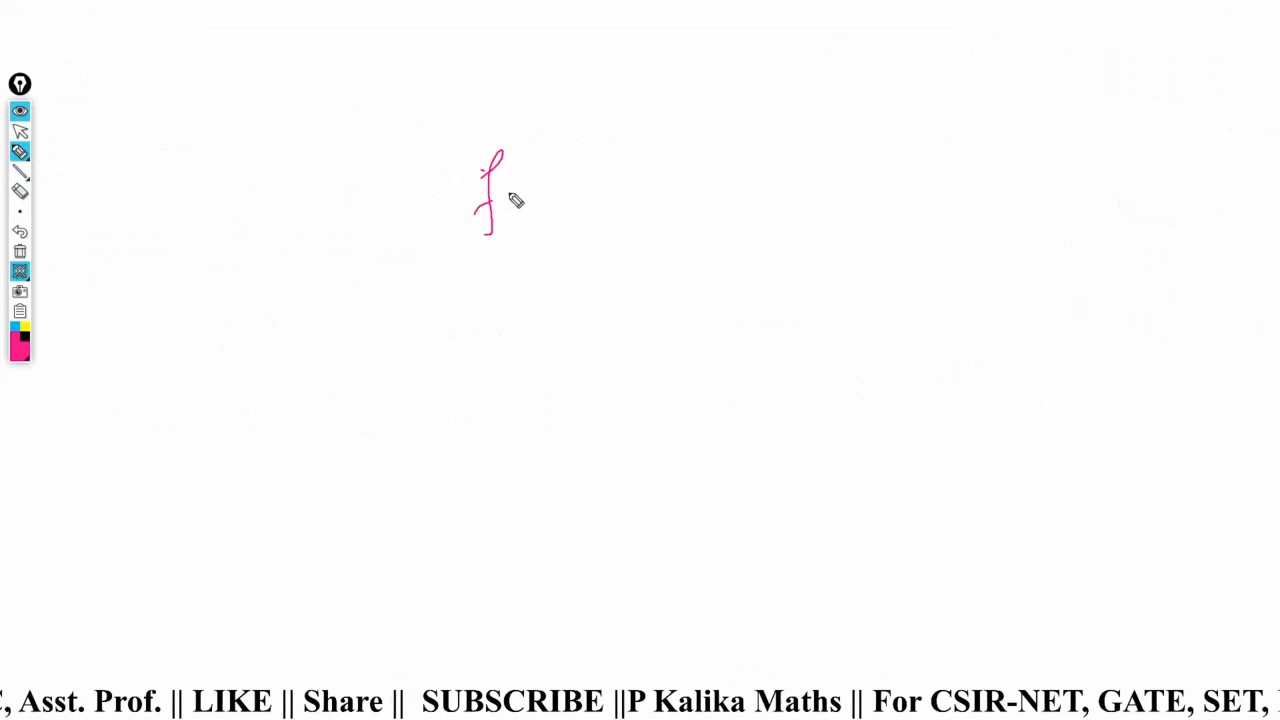 f
C, Asst. Prof. || LIKE || Share || SUBSCRIBE ||P Kalika Maths || For CSIR-NET, GATE, SET,